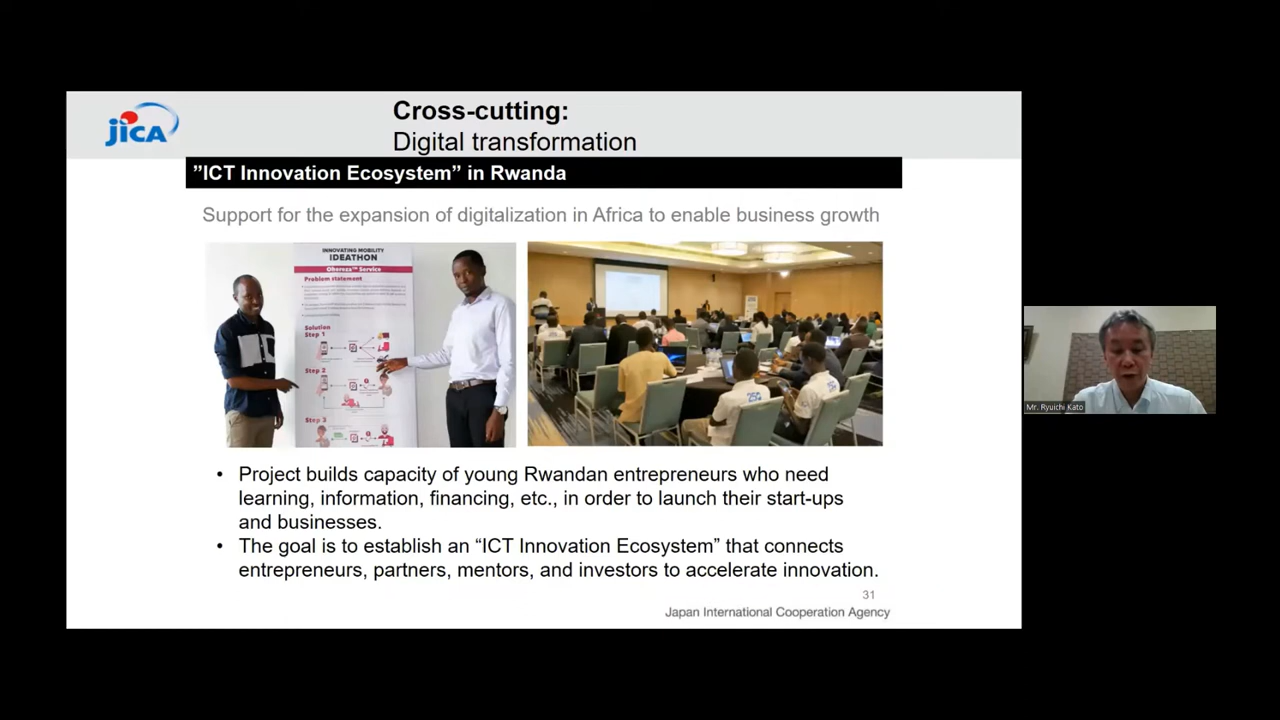 JICA
Cross-cutting:
Digital transformation
”ICT Innovation Ecosystem” in Rwanda
Support for the expansion of digitalization in Africa to enable business growth
INNOVATING MOBILITY
IDEATHON
Service
Problem statement
Solution
Step 1
Step 2
Step 3
• Project builds capacity of young Rwandan entrepreneurs who need
learning, information, financing, etc., in order to launch their start-ups
and businesses.
• The goal is to establish an “ICT Innovation Ecosystem” that connects
entrepreneurs, partners, mentors, and investors to accelerate innovation.
31
Japan International Cooperation Agency
Mr. Ryuichi Kato